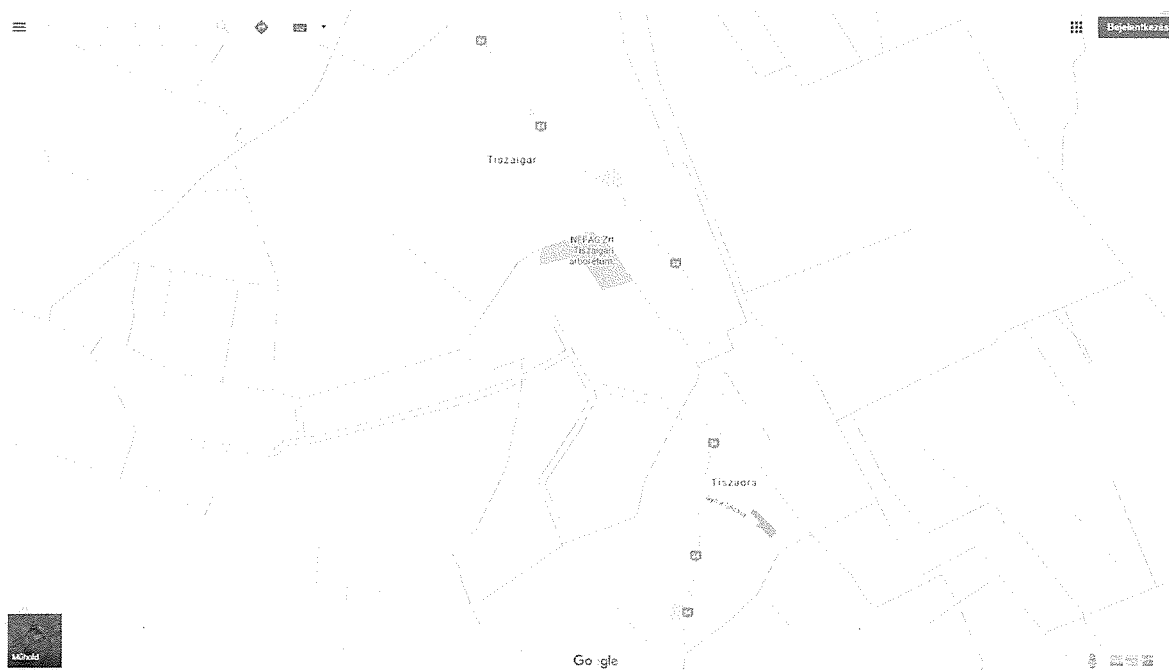 Bejelentkezés
Tiszaigar
NEFAG Zrt
Tiszaigari
arborétum
Tiszaörs
Műhold
Google